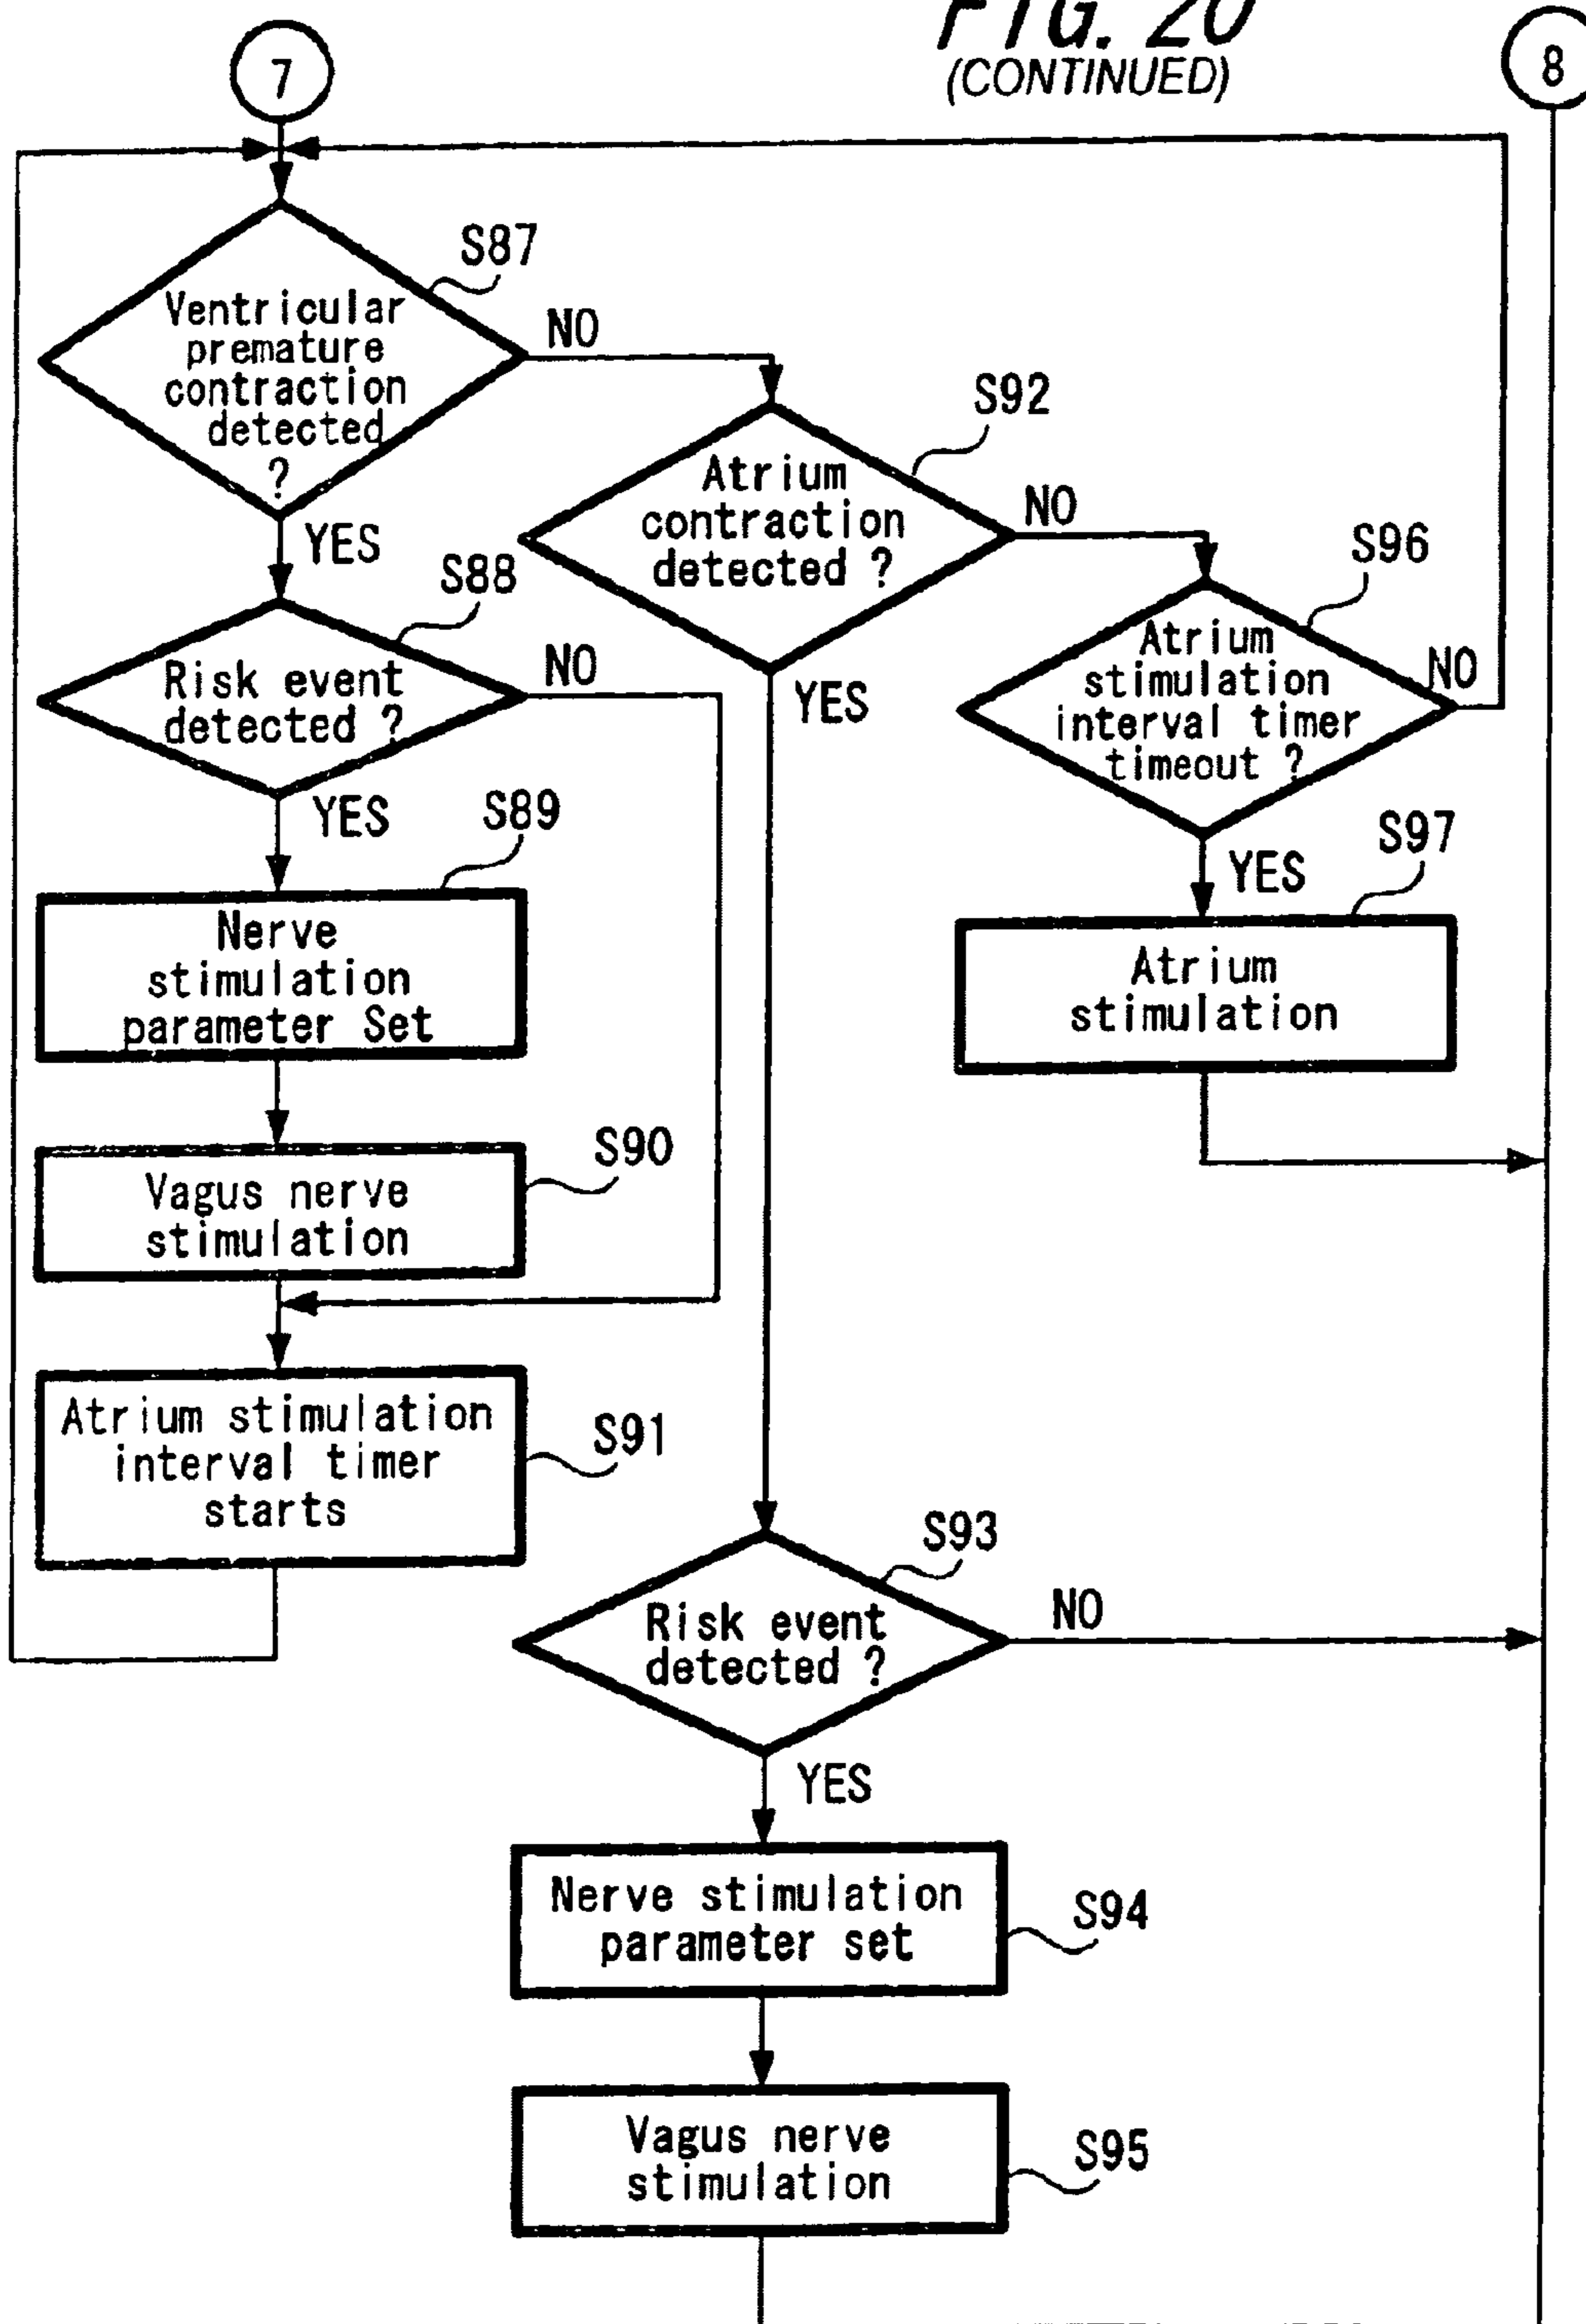 FIG. 20
(CONTINUED)
7
8
S87
Ventricular
premature
contraction
detected
?
NO
YES
S92
Atrium
contraction
detected ?
NO
YES
S96
Atrium
stimulation
interval timer
timeout ?
NO
YES
S88
Risk event
detected ?
NO
YES
S89
Nerve
stimulation
parameter Set
S97
Atrium
stimulation
S90
Vagus nerve
stimulation
S91
Atrium stimulation
interval timer
starts
S93
Risk event
detected ?
NO
YES
S94
Nerve stimulation
parameter set
S95
Vagus nerve
stimulation